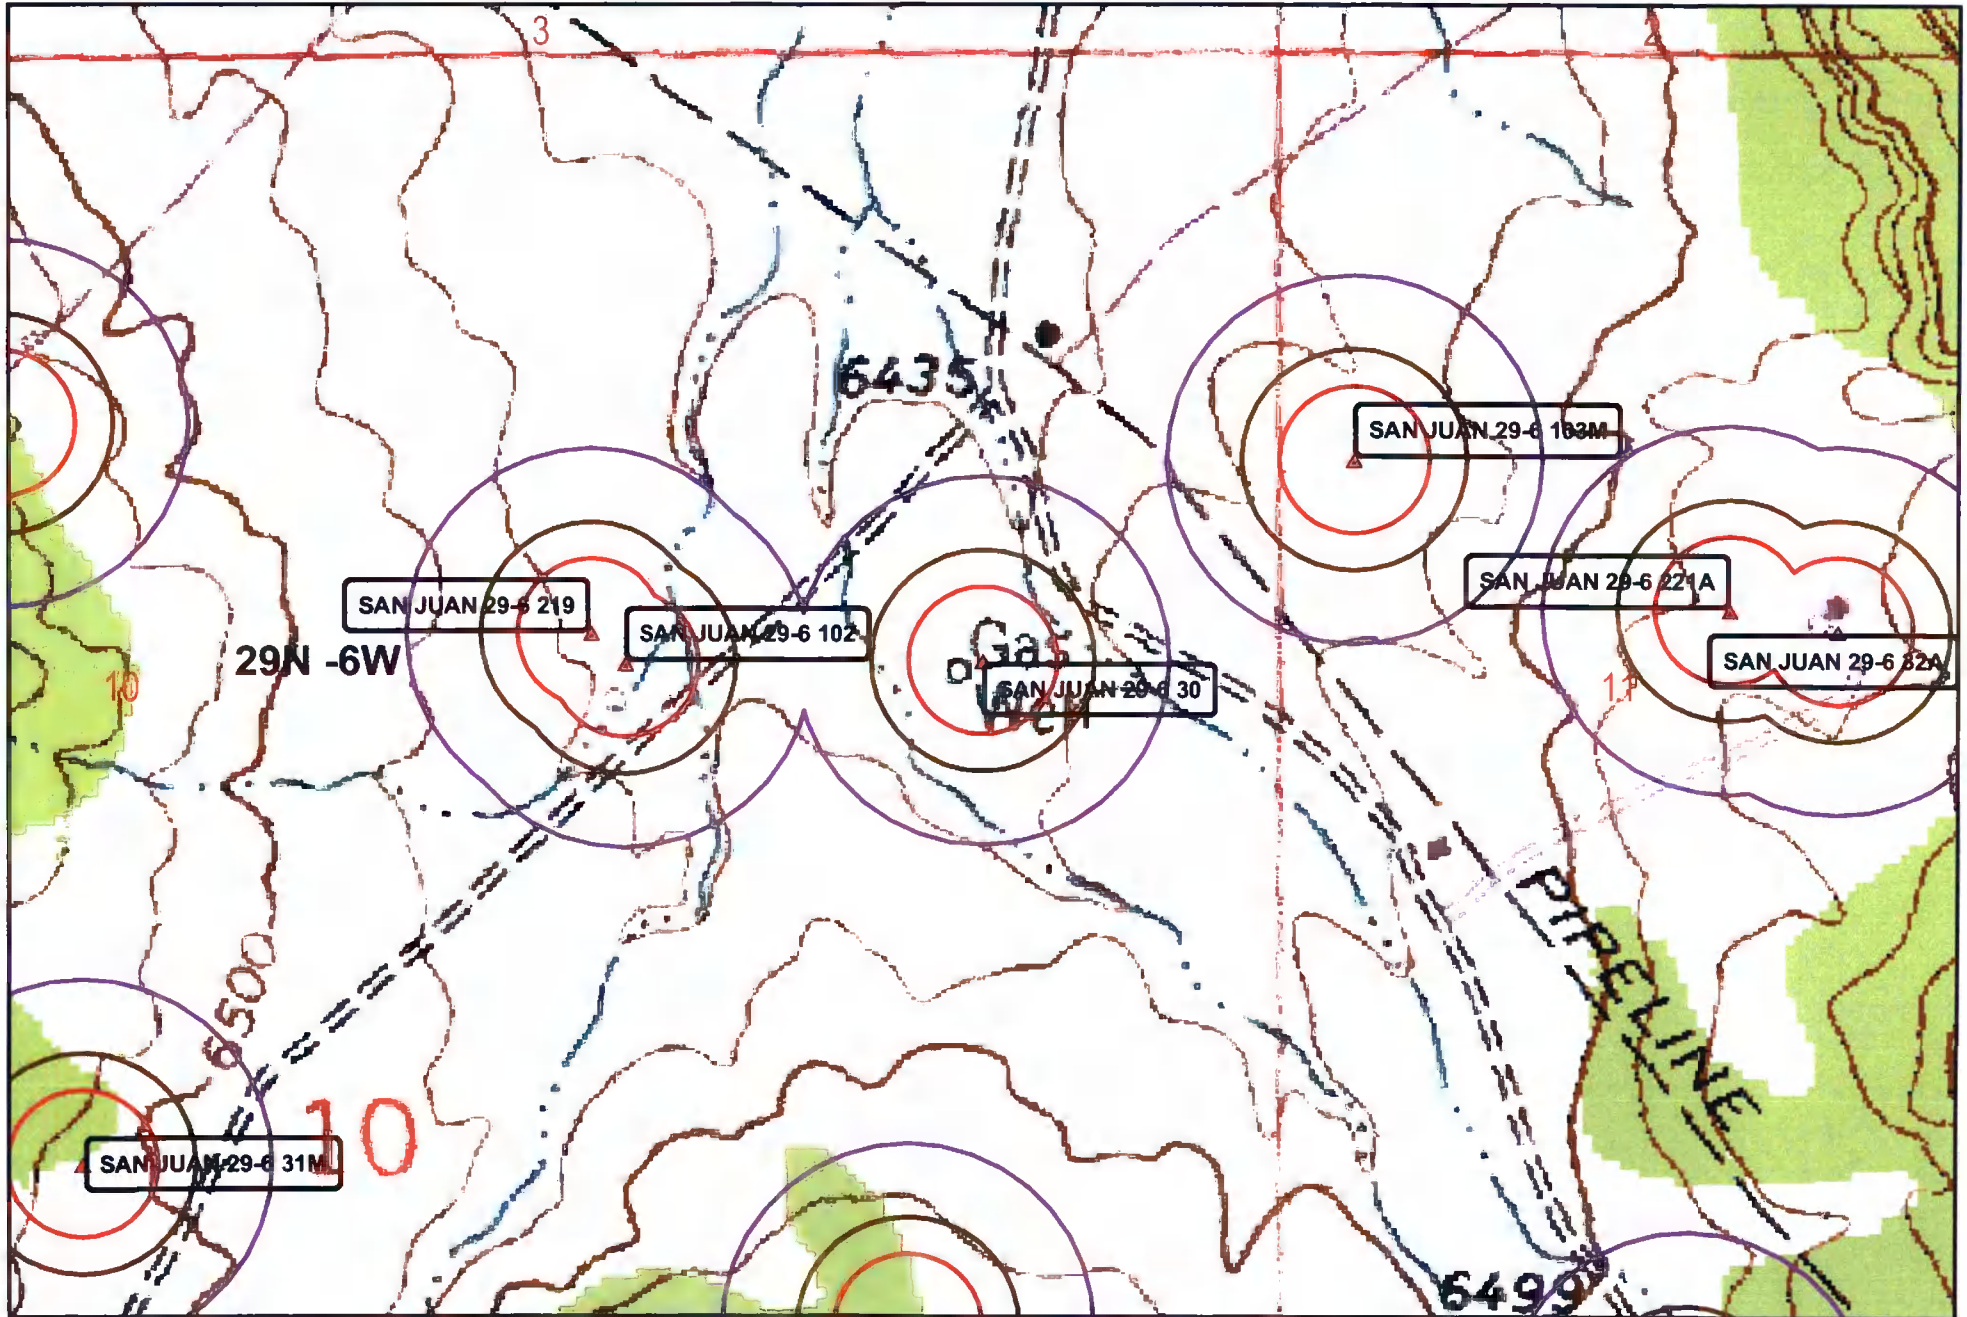 3
2
6435
SAN JUAN 29-6 103M
SAN JUAN 29-6 221A
SAN JUAN 29-6 219
SAN JUAN 29-6 102
29N -6W
Gas
SAN JUAN 29-6 30
SAN JUAN 29-6 32A
10
11
PIPELINE
6500
10
SAN JUAN 29-6 31M
6499